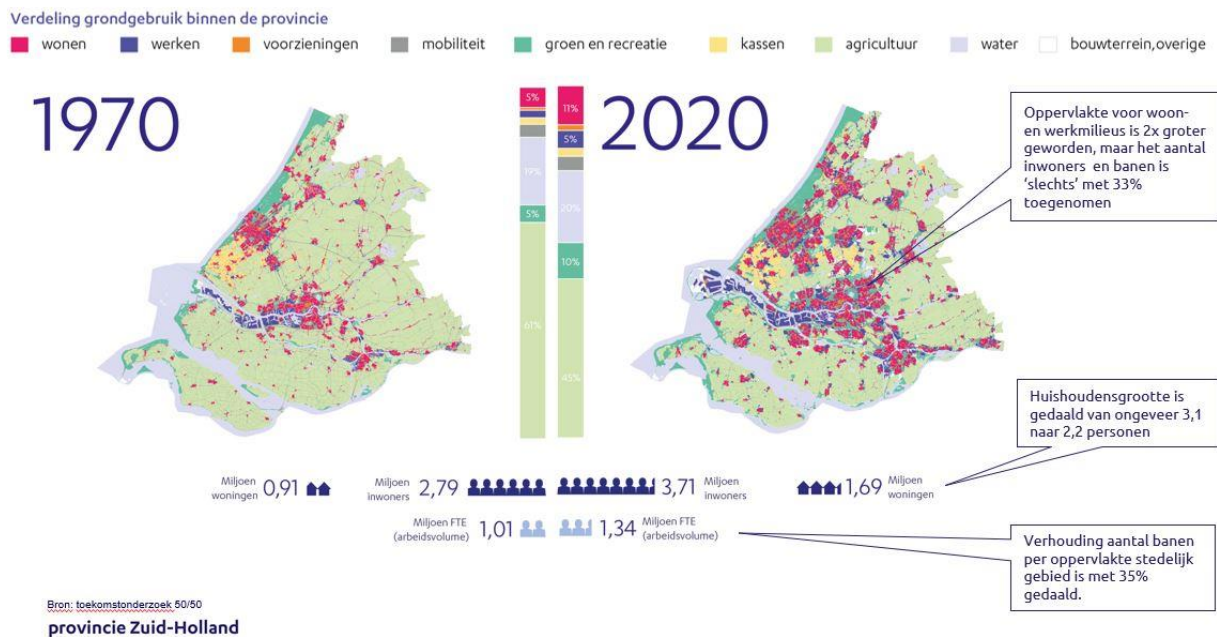 Verdeling grondgebruik binnen de provincie
wonen werken voorzieningen mobiliteit groen en recreatie kassen agricultuur water bouwterrein,overige
1970
5%
19%
5%
61%
11%
5%
20%
10%
45%
2020
Oppervlakte voor woon-
en werkmilieus is 2x groter
geworden, maar het aantal
inwoners en banen is
‘slechts’ met 33%
toegenomen
Huishoudensgrootte is
gedaald van ongeveer 3,1
naar 2,2 personen
Miljoen
woningen 0,91
Miljoen
inwoners 2,79
3,71 Miljoen
inwoners
1,69 Miljoen
woningen
Miljoen FTE
(arbeidsvolume) 1,01
1,34 Miljoen FTE
(arbeidsvolume)
Verhouding aantal banen
per oppervlakte stedelijk
gebied is met 35%
gedaald.
Bron: toekomstonderzoek 50/50
provincie Zuid-Holland